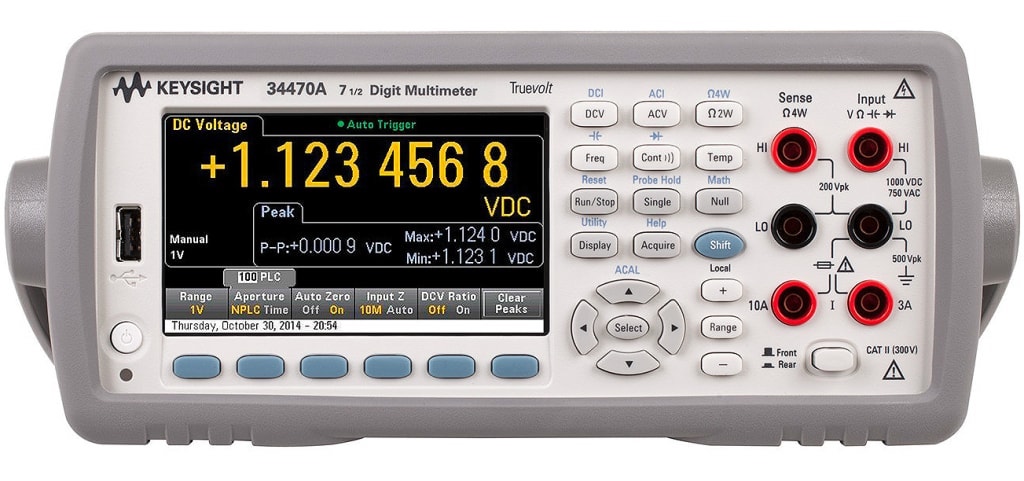 KEYSIGHT 34470A 7 1/2 Digit Multimeter Truevolt
DC Voltage
Auto Trigger
+1.123 456 8
VDC
Peak
P-P:+0.000 9 VDC
Max:+1.124 0 VDC
Min:+1.123 1 VDC
Manual
1V
100 PLC
Range
1V
Aperture
NPLC Time
Auto Zero
Off On
Input Z
10M Auto
DCV Ratio
Off On
Clear
Peaks
Thursday, October 30, 2014 - 20:54
DCI ACI Ω4W
DCV ACV Ω2W
Freq Cont Temp
Reset Probe Hold Math
Run/Stop Single Null
Utility Help
Display Acquire Shift
Local
ACAL
+
Select Range
−
Sense
Ω4W
Input
V Ω
HI HI
200 Vpk
1000 VDC
750 VAC
LO LO
500 Vpk
10A I 3A
Front
Rear
CAT II (300V)